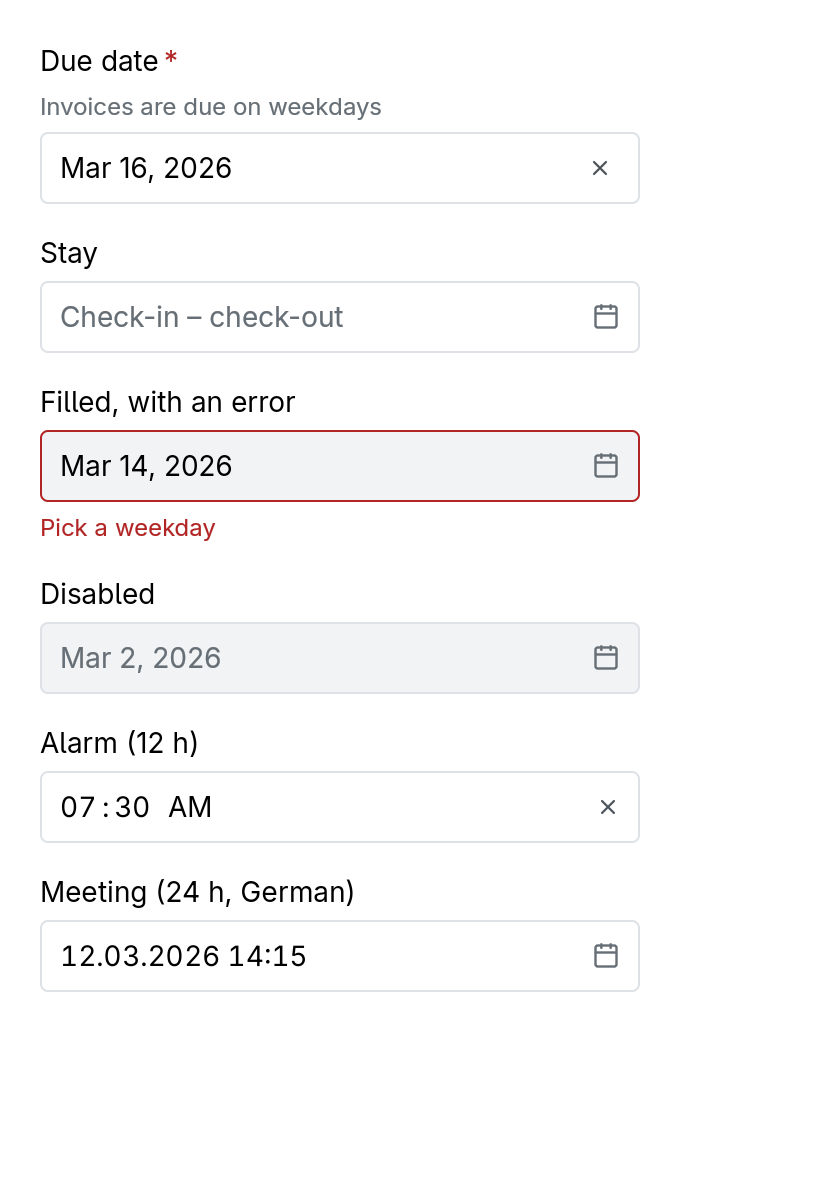 Due date *
Invoices are due on weekdays
Mar 16, 2026
Stay
Check-in – check-out
Filled, with an error
Mar 14, 2026
Pick a weekday
Disabled
Mar 2, 2026
Alarm (12 h)
07:30 AM
Meeting (24 h, German)
12.03.2026 14:15